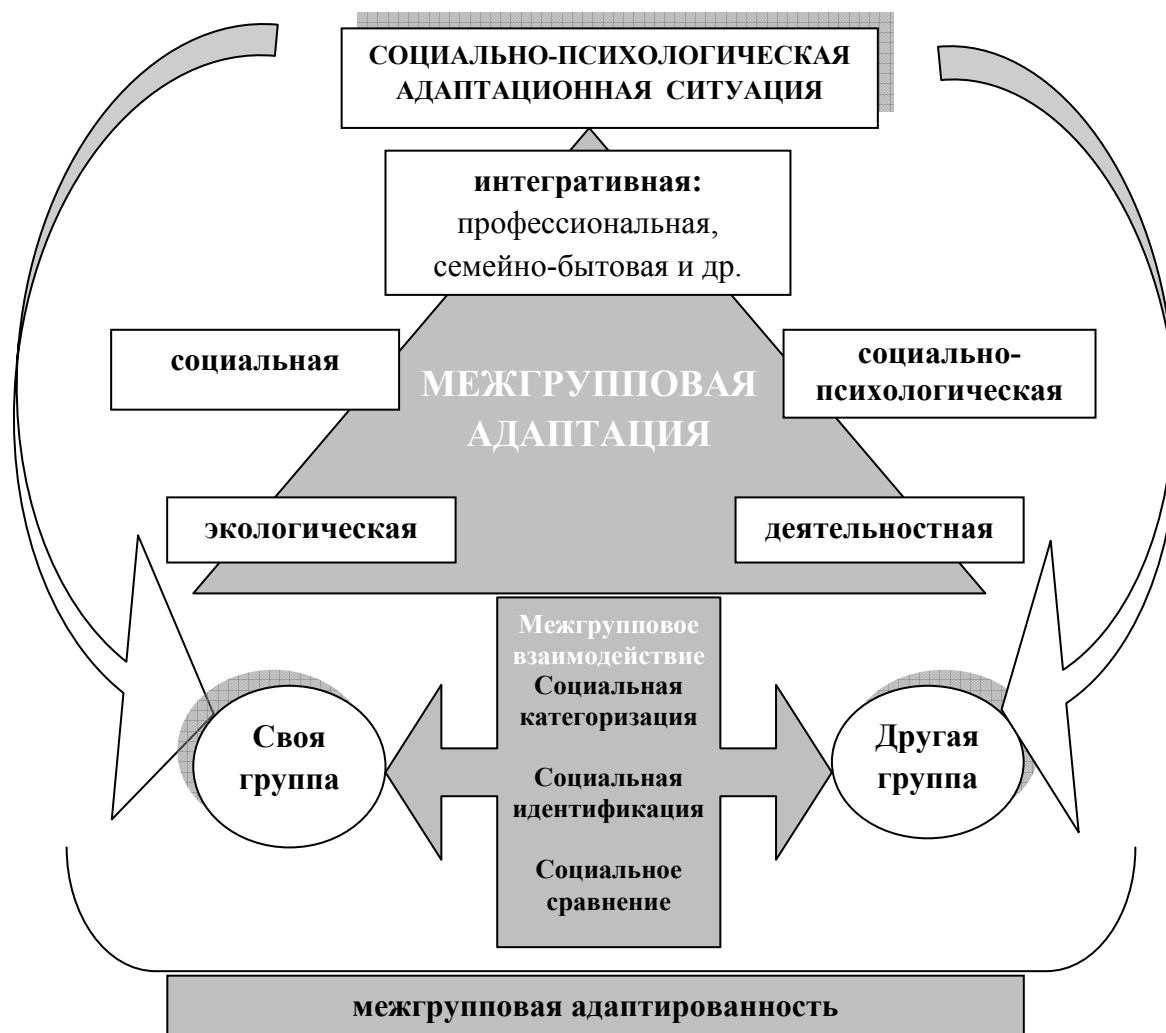 СОЦИАЛЬНО-ПСИХОЛОГИЧЕСКАЯ
АДАПТАЦИОННАЯ СИТУАЦИЯ
интегративная:
профессиональная,
семейно-бытовая и др.
социальная
социально-
психологическая
МЕЖГРУППОВАЯ
АДАПТАЦИЯ
экологическая
деятельностная
Межгрупповое
взаимодействие
Социальная
категоризация
Социальная
идентификация
Социальное
сравнение
Своя
группа
Другая
группа
межгрупповая адаптированность